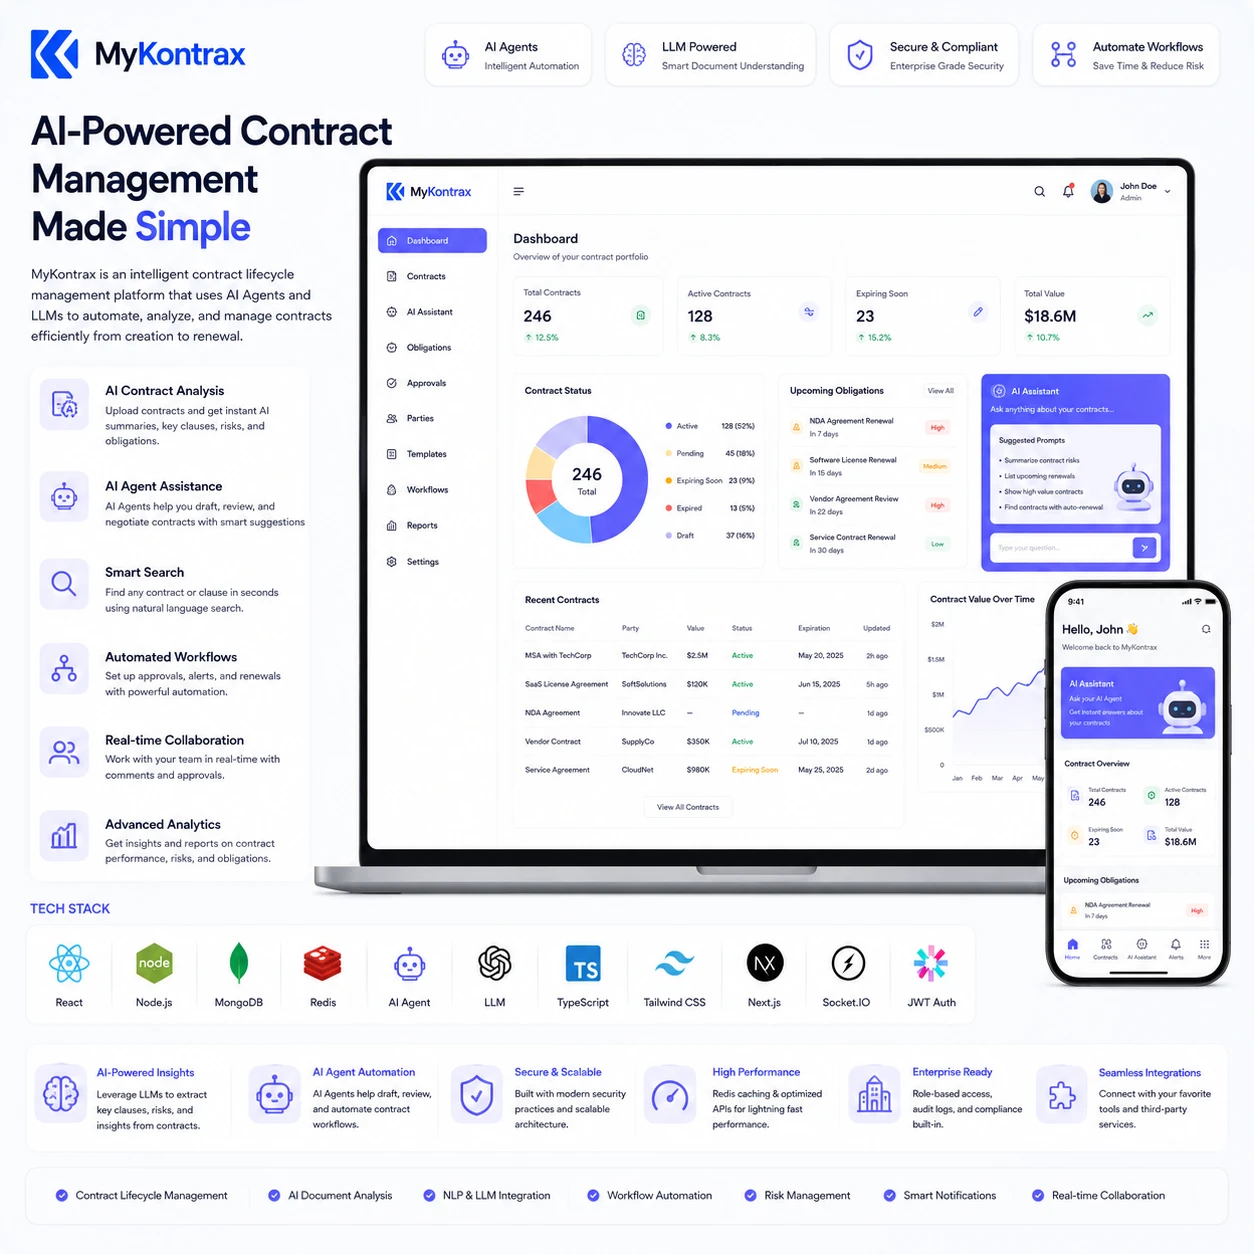 MyKontrax
AI Agents
Intelligent Automation
LLM Powered
Smart Document Understanding
Secure & Compliant
Enterprise Grade Security
Automate Workflows
Save Time & Reduce Risk
AI-Powered Contract
Management
Made Simple
MyKontrax is an intelligent contract lifecycle
management platform that uses AI Agents and
LLMs to automate, analyze, and manage contracts
efficiently from creation to renewal.
AI Contract Analysis
Upload contracts and get instant AI
summaries, key clauses, risks, and
obligations.
AI Agent Assistance
AI Agents help you draft, review, and
negotiate contracts with smart suggestions
Smart Search
Find any contract or clause in seconds
using natural language search.
Automated Workflows
Set up approvals, alerts, and renewals
with powerful automation.
Real-time Collaboration
Work with your team in real-time with
comments and approvals.
Advanced Analytics
Get insights and reports on contract
performance, risks, and obligations.
MyKontrax
John Doe
Admin
Dashboard
Contracts
AI Assistant
Obligations
Approvals
Parties
Templates
Workflows
Reports
Settings
Dashboard
Overview of your contract portfolio
Total Contracts
246
↑ 12.5%
Active Contracts
128
↑ 8.3%
Expiring Soon
23
↑ 15.2%
Total Value
$18.6M
↑ 10.7%
Contract Status
246
Total
Active 128 (52%)
Pending 45 (18%)
Expiring Soon 23 (9%)
Expired 13 (5%)
Draft 37 (16%)
Upcoming Obligations View All
NDA Agreement Renewal
In 7 days
High
Software License Renewal
In 15 days
Medium
Vendor Agreement Review
In 22 days
High
Service Contract Renewal
In 30 days
Low
AI Assistant
Ask anything about your contracts...
Suggested Prompts
• Summarize contract risks
• List upcoming renewals
• Show high value contracts
• Find contracts with auto-renewal
Type your question...
Recent Contracts
Contract Name Party Value Status Expiration Updated
MSA with TechCorp TechCorp Inc. $2.5M Active May 20, 2025 2h ago
SaaS License Agreement SoftSolutions $120K Active Jun 15, 2025 5h ago
NDA Agreement Innovate LLC – Pending – 1d ago
Vendor Contract SupplyCo $350K Active Jul 10, 2025 1d ago
Service Agreement CloudNet $980K Expiring Soon May 25, 2025 2d ago
View All Contracts
Contract Value Over Time
$2M
$1.5M
$1M
$500K
0
Jan Feb Mar Apr May
9:41
Hello, John 👋
Welcome back to MyKontrax
AI Assistant
Ask your AI Agent
Get instant answers about
your contracts
Contract Overview
Total Contracts
246
Active Contracts
128
Expiring Soon
23
Total Value
$18.6M
Upcoming Obligations
NDA Agreement Renewal
In 7 days
High
Home Contracts AI Assistant Alerts More
TECH STACK
node
TS
React
Node.js
MongoDB
Redis
AI Agent
LLM
TypeScript
Tailwind CSS
Next.js
Socket.IO
JWT Auth
AI-Powered Insights
Leverage LLMs to extract
key clauses, risks, and
insights from contracts.
AI Agent Automation
AI Agents help draft, review,
and automate contract
workflows.
Secure & Scalable
Built with modern security
practices and scalable
architecture.
High Performance
Redis caching & optimized
APIs for lightning fast
performance.
Enterprise Ready
Role-based access,
audit logs, and compliance
built-in.
Seamless Integrations
Connect with your favorite
tools and third-party
services.
Contract Lifecycle Management
AI Document Analysis
NLP & LLM Integration
Workflow Automation
Risk Management
Smart Notifications
Real-time Collaboration